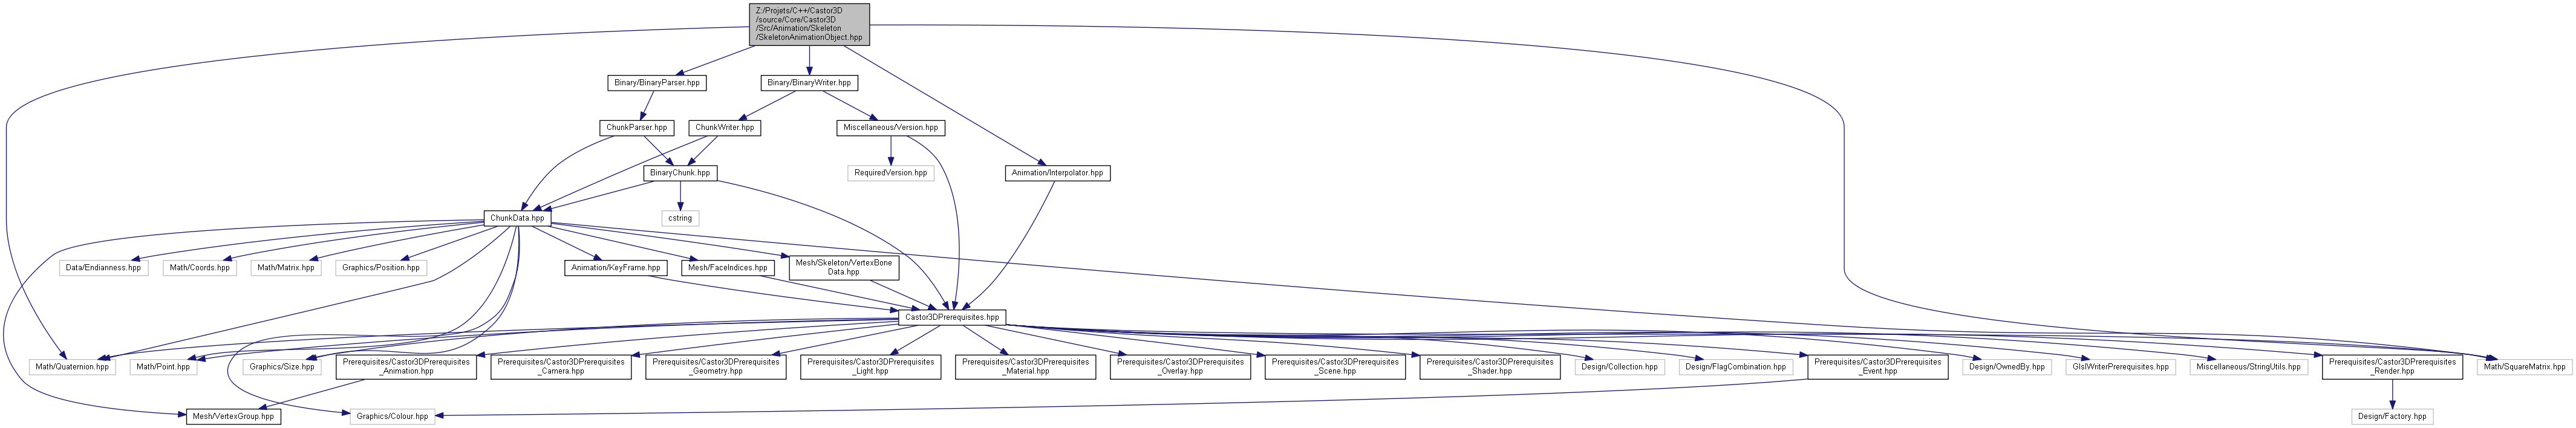 Z:/Projets/C++/Castor3D
/source/Core/Castor3D
/Src/Animation/Skeleton
/SkeletonAnimationObject.hpp
Binary/BinaryParser.hpp
Binary/BinaryWriter.hpp
ChunkParser.hpp
ChunkWriter.hpp
Miscellaneous/Version.hpp
BinaryChunk.hpp
RequiredVersion.hpp
Animation/Interpolator.hpp
ChunkData.hpp
cstring
Data/Endianness.hpp
Math/Coords.hpp
Math/Matrix.hpp
Graphics/Position.hpp
Animation/KeyFrame.hpp
Mesh/FaceIndices.hpp
Mesh/Skeleton/VertexBone
Data.hpp
Castor3DPrerequisites.hpp
Math/Quaternion.hpp
Math/Point.hpp
Graphics/Size.hpp
Prerequisites/Castor3DPrerequisites
_Animation.hpp
Prerequisites/Castor3DPrerequisites
_Camera.hpp
Prerequisites/Castor3DPrerequisites
_Geometry.hpp
Prerequisites/Castor3DPrerequisites
_Light.hpp
Prerequisites/Castor3DPrerequisites
_Material.hpp
Prerequisites/Castor3DPrerequisites
_Overlay.hpp
Prerequisites/Castor3DPrerequisites
_Scene.hpp
Prerequisites/Castor3DPrerequisites
_Shader.hpp
Design/Collection.hpp
Design/FlagCombination.hpp
Prerequisites/Castor3DPrerequisites
_Event.hpp
Design/OwnedBy.hpp
GlslWriterPrerequisites.hpp
Miscellaneous/StringUtils.hpp
Prerequisites/Castor3DPrerequisites
_Render.hpp
Math/SquareMatrix.hpp
Mesh/VertexGroup.hpp
Graphics/Colour.hpp
Design/Factory.hpp